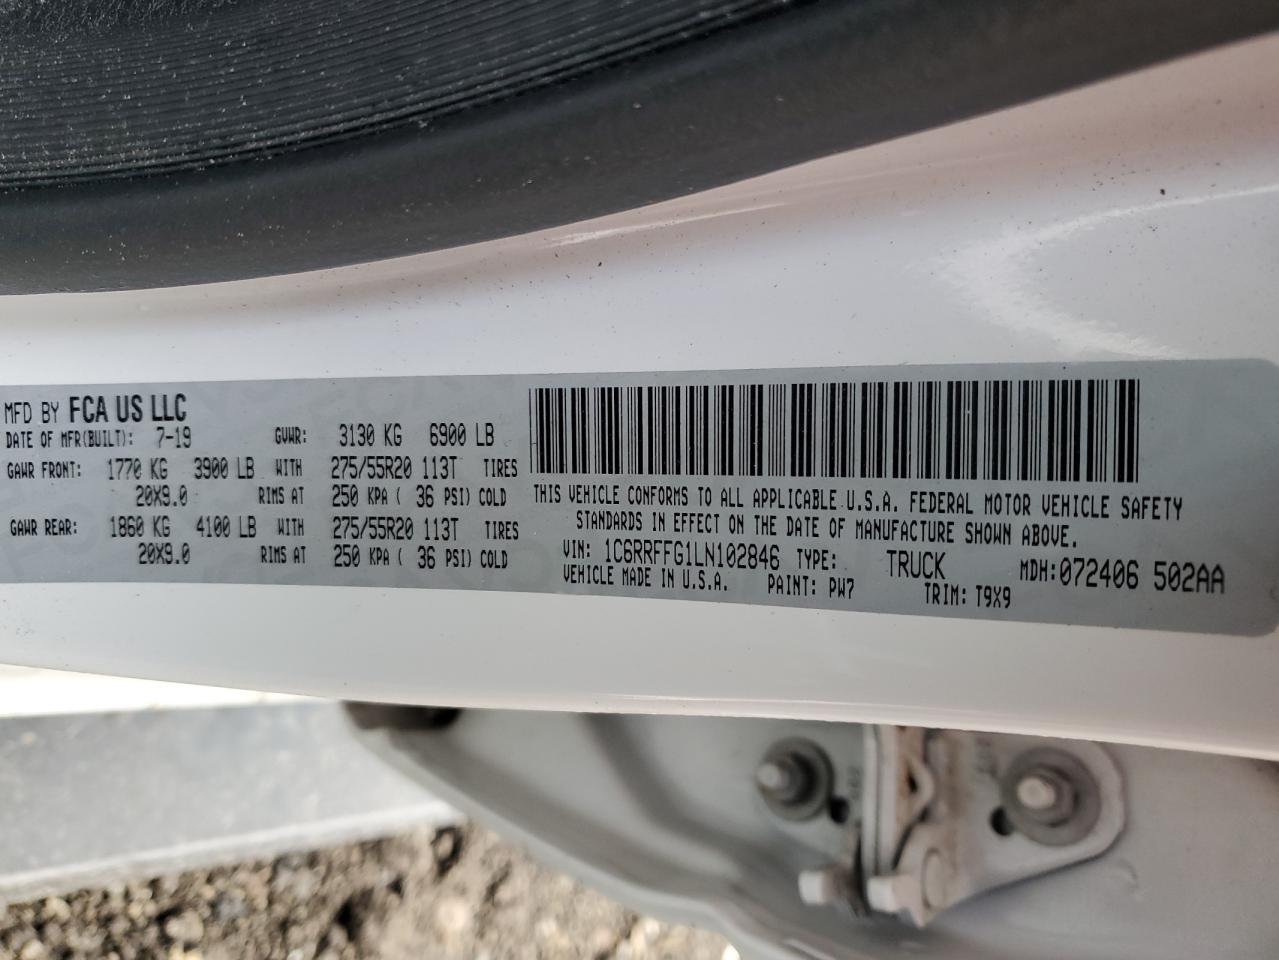 MFD BY FCA US LLC
DATE OF MFR(BUILT): 7-19 GVWR: 3130 KG 6900 LB
GAWR FRONT: 1770 KG 3900 LB WITH 275/55R20 113T TIRES
20X9.0 RIMS AT 250 KPA ( 36 PSI) COLD
GAWR REAR: 1860 KG 4100 LB WITH 275/55R20 113T TIRES
20X9.0 RIMS AT 250 KPA ( 36 PSI) COLD
THIS VEHICLE CONFORMS TO ALL APPLICABLE U.S.A. FEDERAL MOTOR VEHICLE SAFETY
STANDARDS IN EFFECT ON THE DATE OF MANUFACTURE SHOWN ABOVE.
VIN: 1C6RRFFG1LN102846 TYPE: TRUCK MDH:072406 502AA
VEHICLE MADE IN U.S.A. PAINT: PW7 TRIM: T9X9